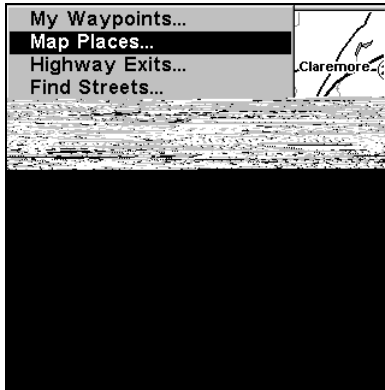 My Waypoints...
Map Places...
Highway Exits...
Find Streets...
Claremore